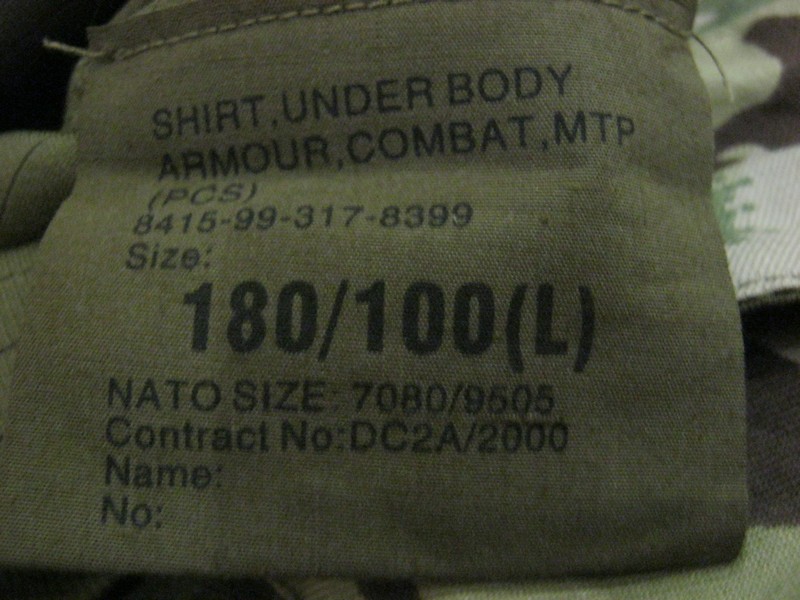 SHIRT,UNDER BODY
ARMOUR,COMBAT,MTP
(PCS)
8415-99-317-8399
Size:
180/100(L)
NATO SIZE: 7080/9505
Contract No:DC2A/2000
Name:
No: